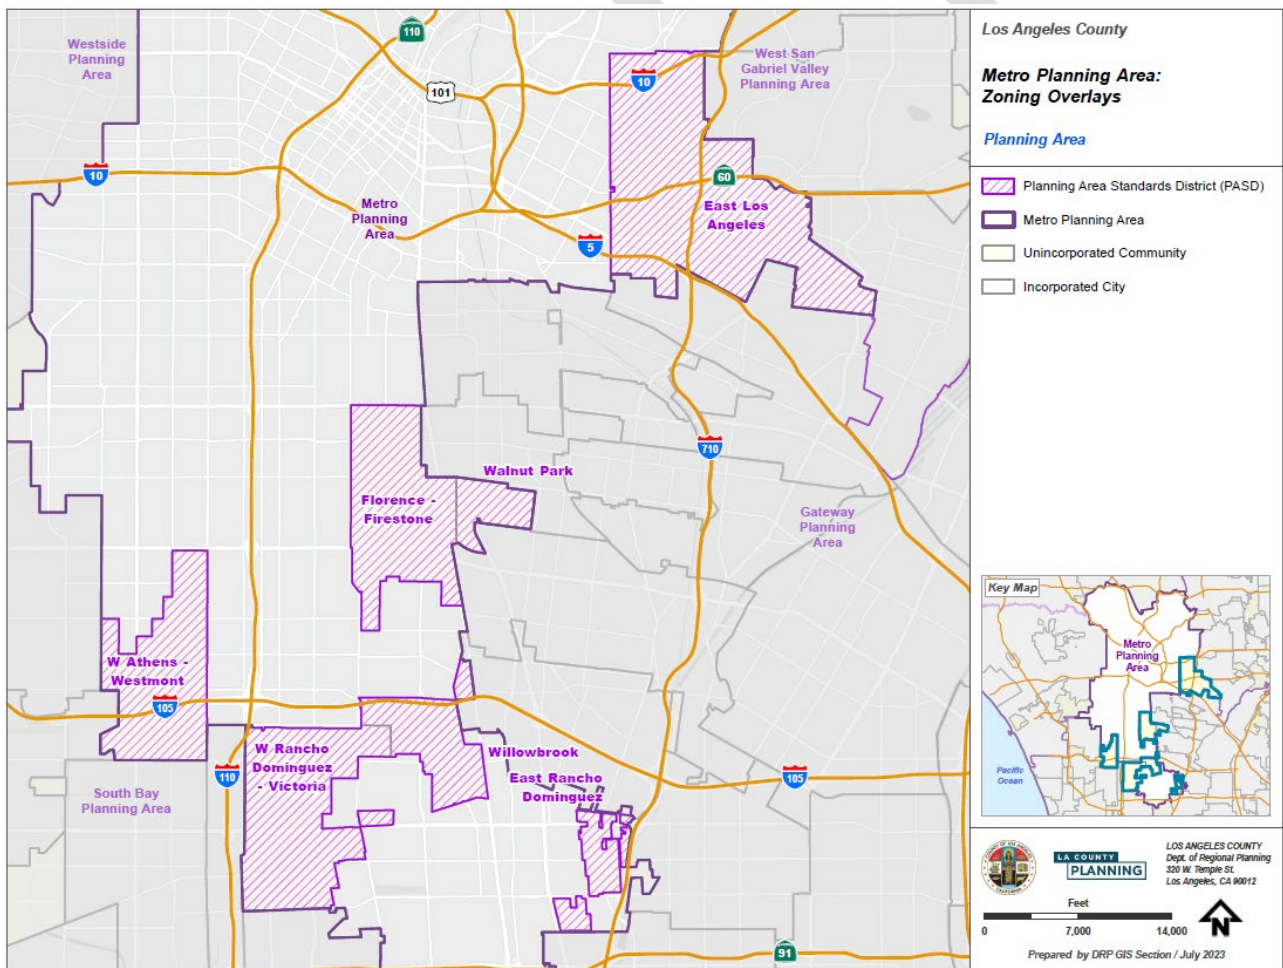 Westside
Planning
Area
110
101
10
West San
Gabriel Valley
Planning Area
10
60
Metro
Planning
Area
East Los
Angeles
5
710
Walnut Park
Florence -
Firestone
Gateway
Planning
Area
W Athens -
Westmont
105
W Rancho
Dominguez
- Victoria
Willowbrook
East Rancho
Dominguez
110
105
South Bay
Planning Area
91
Los Angeles County
Metro Planning Area:
Zoning Overlays
Planning Area
Planning Area Standards District (PASD)
Metro Planning Area
Unincorporated Community
Incorporated City
Key Map
Metro
Planning
Area
Pacific
Ocean
LA COUNTY
PLANNING
LOS ANGELES COUNTY
Dept. of Regional Planning
320 W. Temple St.
Los Angeles, CA 90012
Feet
0 7,000 14,000
N
Prepared by DRP GIS Section / July 2023